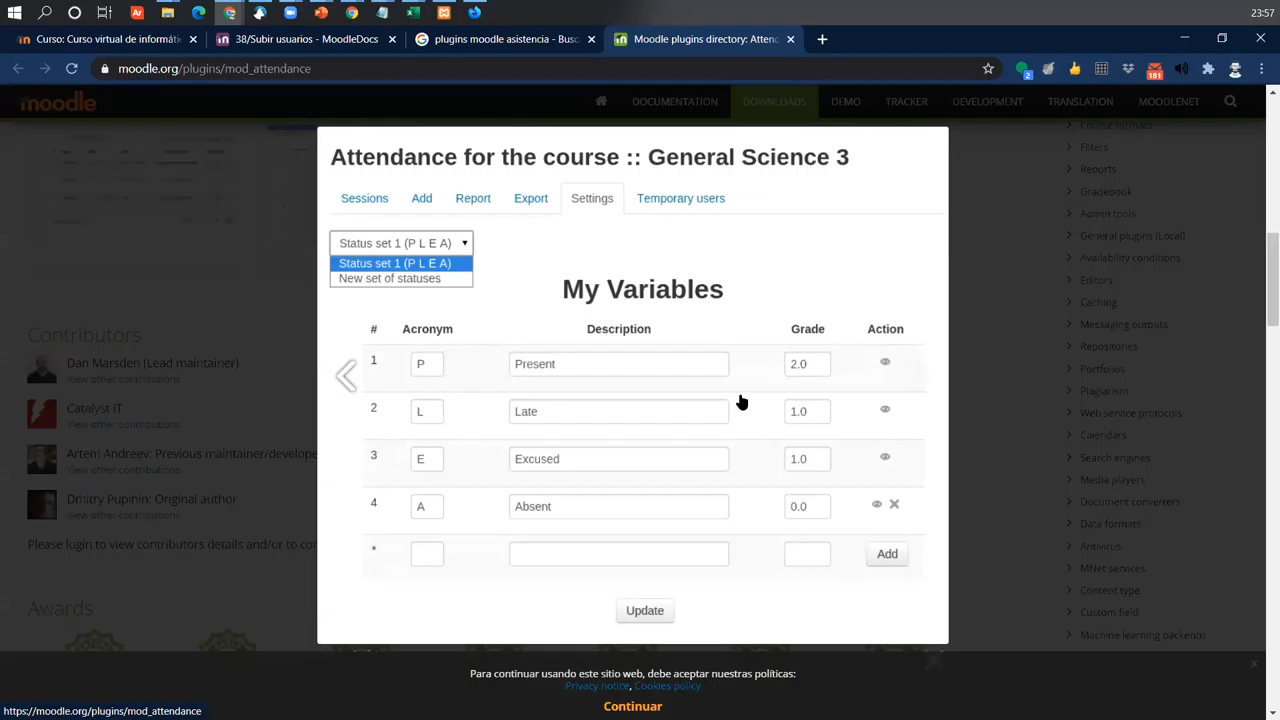 23:57
Curso: Curso virtual de informáti
38/Subir usuarios - MoodleDocs
plugins moodle asistencia - Bus
Moodle plugins directory: Atten
moodle.org/plugins/mod_attendance
2
181
moodle
DOCUMENTATION
DOWNLOADS
DEMO
TRACKER
DEVELOPMENT
TRANSLATION
MOODLENET
Attendance for the course :: General Science 3
Sessions
Add
Report
Export
Settings
Temporary users
Status set 1 (P L E A)
Status set 1 (P L E A)
New set of statuses
My Variables
# Acronym Description Grade Action
1 P Present 2.0
2 L Late 1.0
3 E Excused 1.0
4 A Absent 0.0
* Add
Update
Contributors
Dan Marsden (Lead maintainer)
View other contributions
Catalyst IT
View other contributions
Artem Andreev: Previous maintainer/develope
View other contributions
Dmitry Pupinin: Original author
View other contributions
Please login to view contributors details and/or to con
Awards
Course formats
Filters
Reports
Gradebook
Admin tools
General plugins (Local)
Availability conditions
Editors
Caching
Messaging outputs
Repositories
Portfolios
Plagiarism
Web service protocols
Calendars
Search engines
Media players
Document converters
Data formats
Antivirus
MNet services
Content type
Custom field
Machine learning backends
Para continuar usando este sitio web, debe aceptar nuestras políticas:
Privacy notice, Cookies policy
Continuar
x
https://moodle.org/plugins/mod_attendance